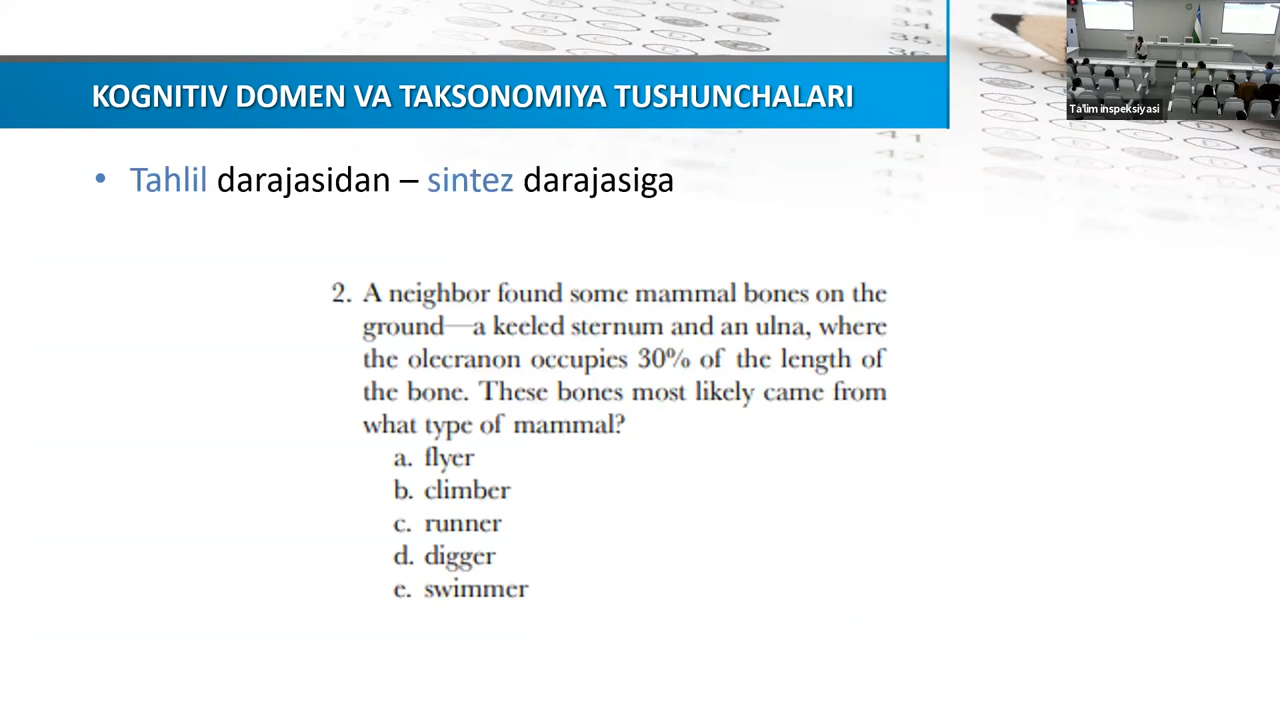 KOGNITIV DOMEN VA TAKSONOMIYA TUSHUNCHALARI
Ta'lim inspeksiyasi
• Tahlil darajasidan – sintez darajasiga
2. A neighbor found some mammal bones on the
ground—a keeled sternum and an ulna, where
the olecranon occupies 30% of the length of
the bone. These bones most likely came from
what type of mammal?
a. flyer
b. climber
c. runner
d. digger
e. swimmer